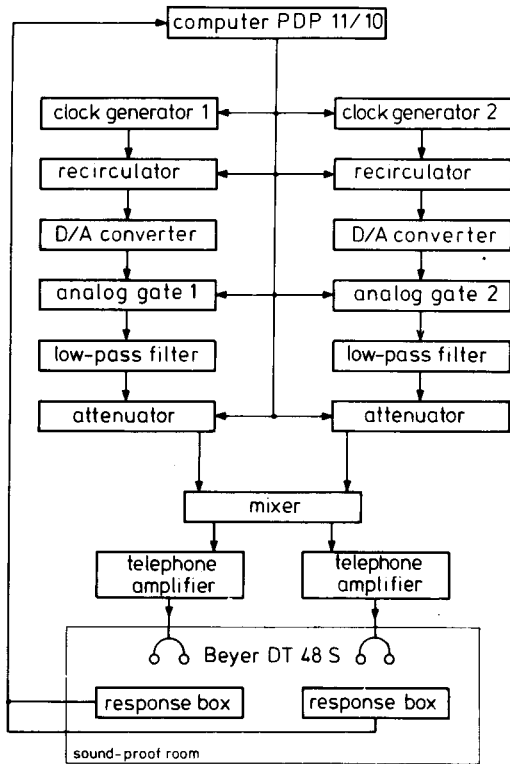 computer PDP 11/10
clock generator 1
clock generator 2
recirculator
recirculator
D/A converter
D/A converter
analog gate 1
analog gate 2
low-pass filter
low-pass filter
attenuator
attenuator
mixer
telephone
amplifier
telephone
amplifier
Beyer DT 48 S
response box
response box
sound-proof room